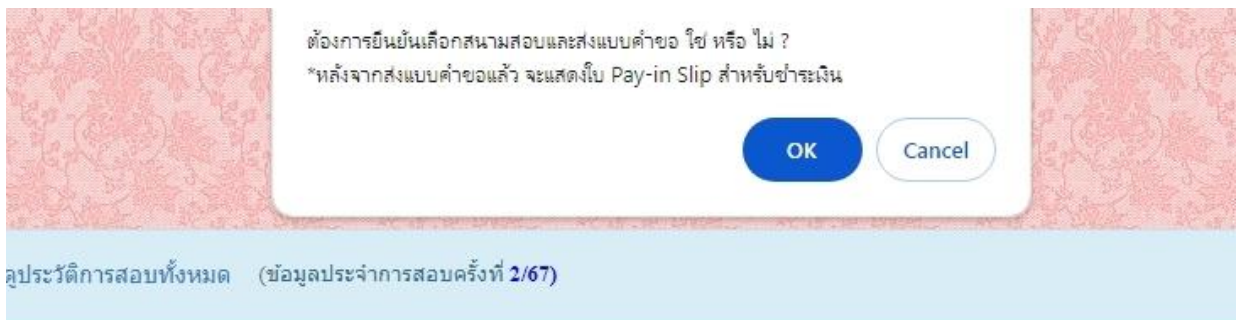 ต้องการยืนยันเลือกสนามสอบและส่งแบบคำขอ ใช่ หรือ ไม่ ?
*หลังจากส่งแบบคำขอแล้ว จะแสดงใบ Pay-in Slip สำหรับชำระเงิน
OK Cancel
ดูประวัติการสอบทั้งหมด (ข้อมูลประจำการสอบครั้งที่ 2/67)